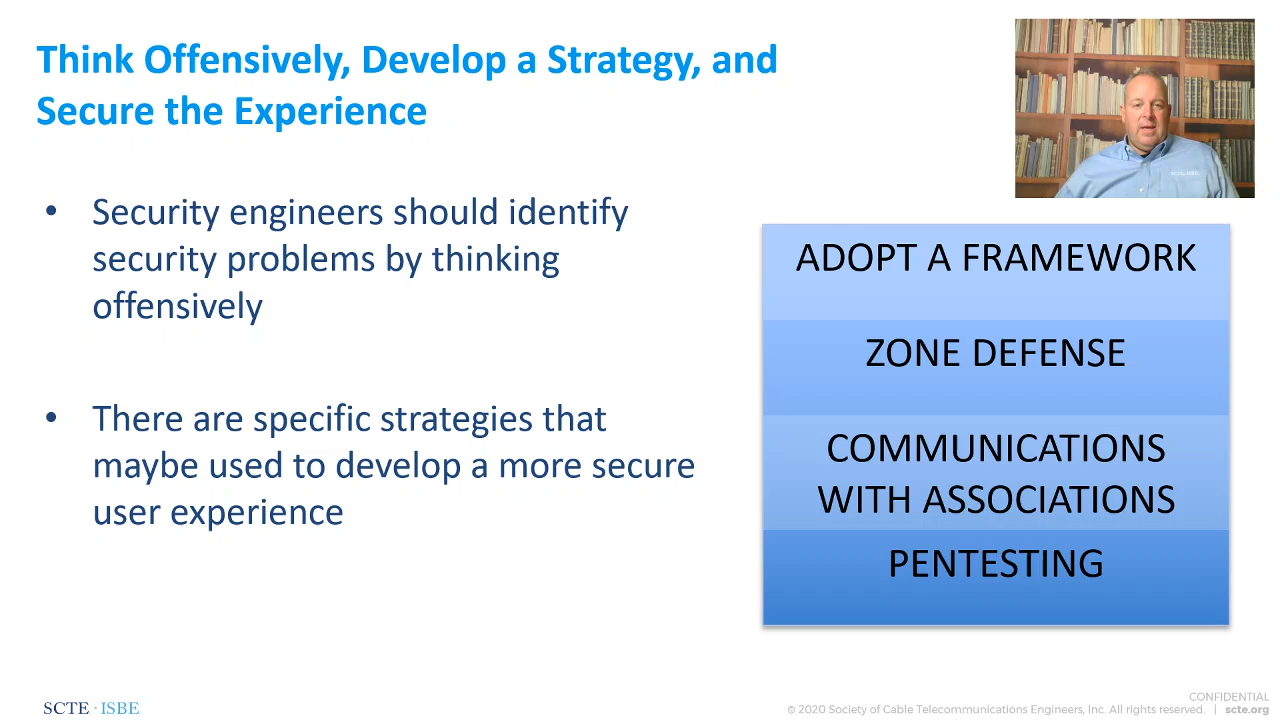 Think Offensively, Develop a Strategy, and
Secure the Experience
• Security engineers should identify
security problems by thinking
offensively
• There are specific strategies that
maybe used to develop a more secure
user experience
ADOPT A FRAMEWORK
ZONE DEFENSE
COMMUNICATIONS
WITH ASSOCIATIONS
PENTESTING
SCTE · ISBE
CONFIDENTIAL
© 2020 Society of Cable Telecommunications Engineers, Inc. All rights reserved. | scte.org